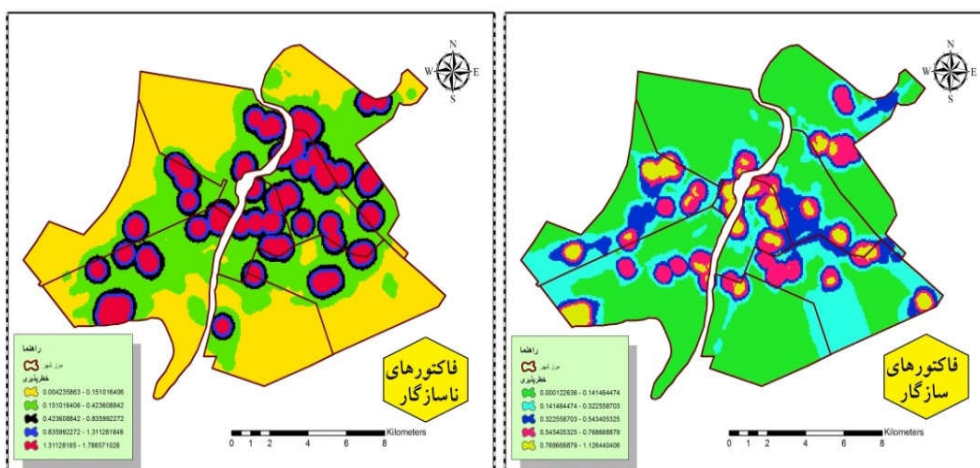 N
W E
S
راهنما
مرز شهر
خطرپذیری
0.004235863 - 0.151016406
0.151016406 - 0.423608842
0.423608842 - 0.835992272
0.835992272 - 1.311281649
1.31128165 - 1.786571026
فاکتورهای
ناسازگار
Kilometers
0 1 2 4 6 8
N
W E
S
راهنما
مرز شهر
خطرپذیری
0.000122636 - 0.141464474
0.141464474 - 0.322558703
0.322558703 - 0.543405325
0.543405325 - 0.768668879
0.768668879 - 1.126440406
فاکتورهای
سازگار
Kilometers
0 1 2 4 6 8